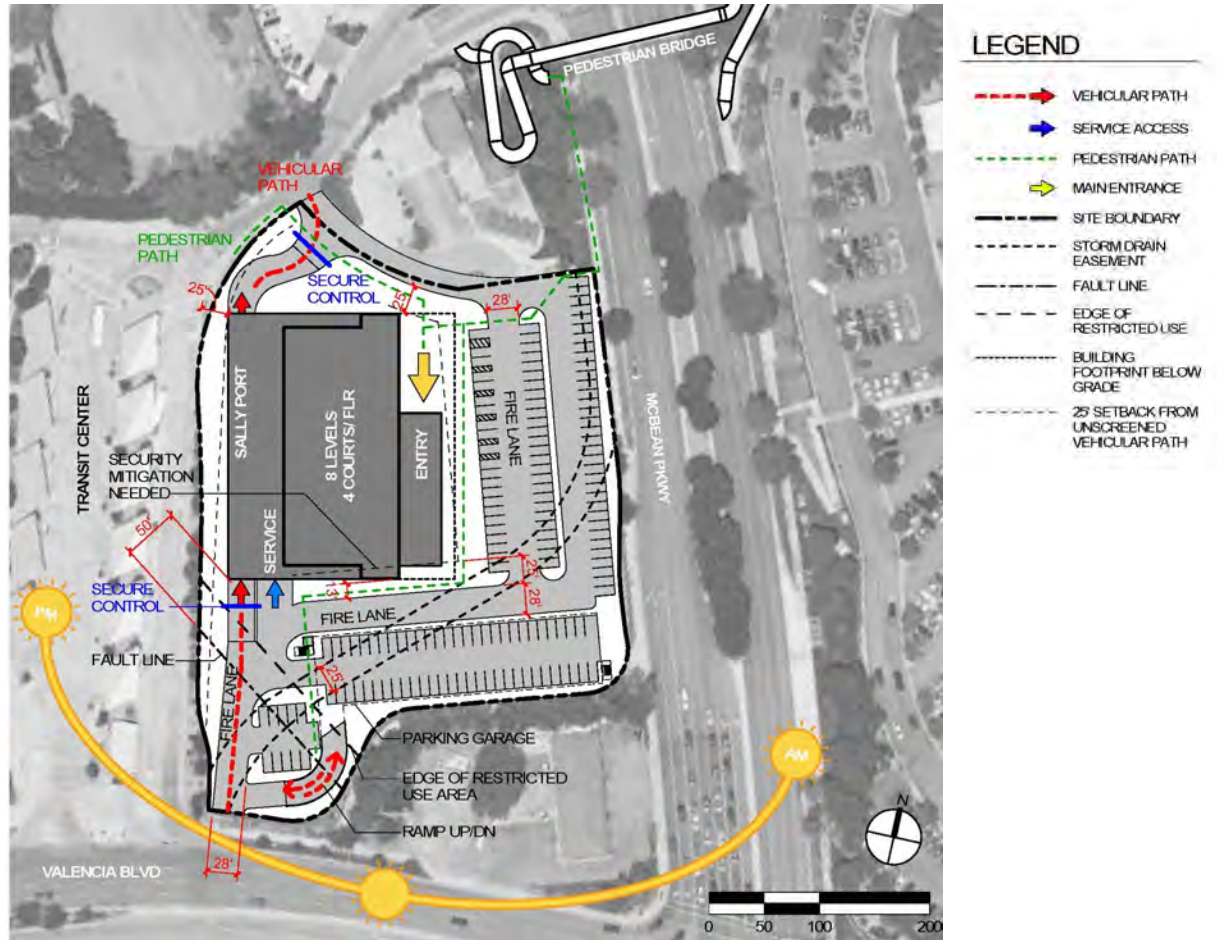 PEDESTRIAN BRIDGE
VEHICULAR
PATH
PEDESTRIAN
PATH
SECURE
CONTROL
25'
25'
28'
TRANSIT CENTER
SALLY PORT
8 LEVELS
4 COURTS/ FLR
ENTRY
FIRE LANE
MCBEAN PKWY
SECURITY
MITIGATION
NEEDED
50'
SERVICE
SECURE
CONTROL
13'
25'
28'
FIRE LANE
PM
FAULT LINE
FIRE LANE
25'
PARKING GARAGE
EDGE OF RESTRICTED
USE AREA
RAMP UP/DN
AM
N
28'
VALENCIA BLVD
0 50 100 200
LEGEND
VEHICULAR PATH
SERVICE ACCESS
PEDESTRIAN PATH
MAIN ENTRANCE
SITE BOUNDARY
STORM DRAIN
EASEMENT
FAULT LINE
EDGE OF
RESTRICTED USE
BUILDING
FOOTPRINT BELOW
GRADE
25' SETBACK FROM
UNSCREENED
VEHICULAR PATH